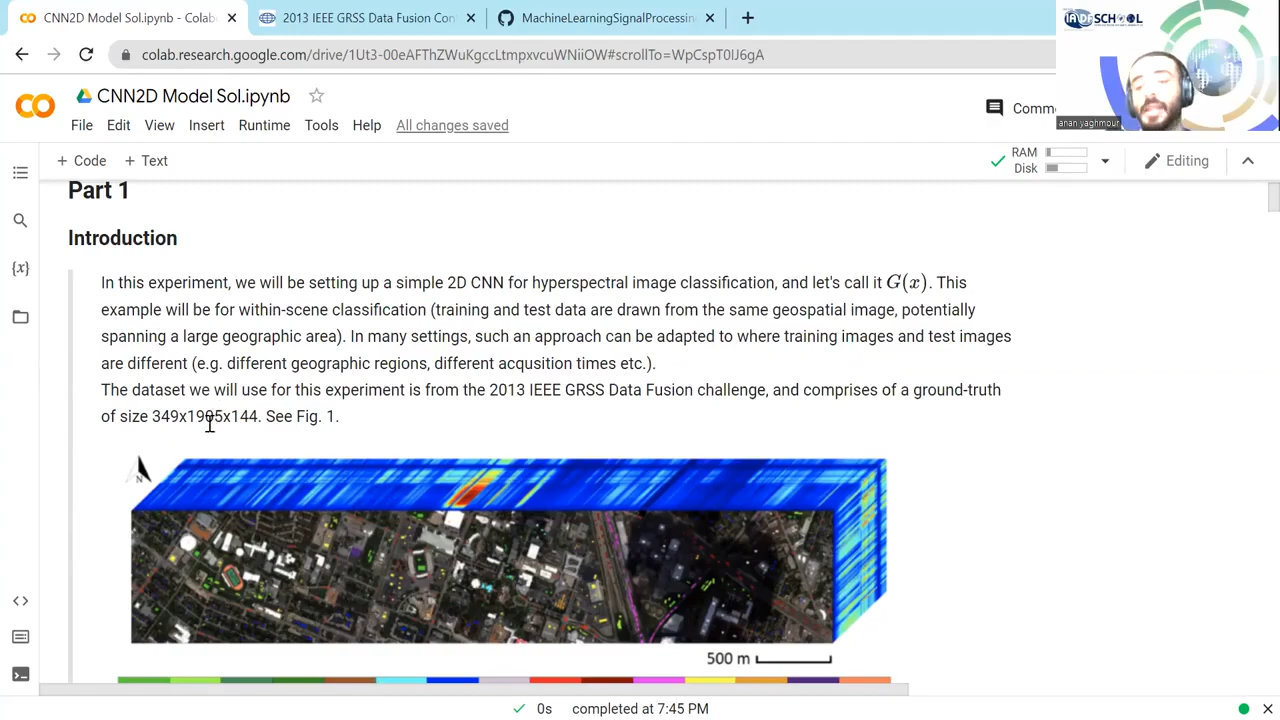 CNN2D Model Sol.ipynb - Colab
2013 IEEE GRSS Data Fusion Con
MachineLearningSignalProcessin
colab.research.google.com/drive/1Ut3-00eAFThZWuKgccLtnpxvcuWNiiOW#scrollTo=WpCspT0lJ6gA
IADFSCHOOL
CNN2D Model Sol.ipynb
Comme
anan yaghmour
File Edit View Insert Runtime Tools Help All changes saved
+ Code + Text
RAM
Disk
Editing
Part 1
Introduction
In this experiment, we will be setting up a simple 2D CNN for hyperspectral image classification, and let's call it G(x). This
example will be for within-scene classification (training and test data are drawn from the same geospatial image, potentially
spanning a large geographic area). In many settings, such an approach can be adapted to where training images and test images
are different (e.g. different geographic regions, different acqusition times etc.).
The dataset we will use for this experiment is from the 2013 IEEE GRSS Data Fusion challenge, and comprises of a ground-truth
of size 349x1905x144. See Fig. 1.
N
500 m
0s completed at 7:45 PM